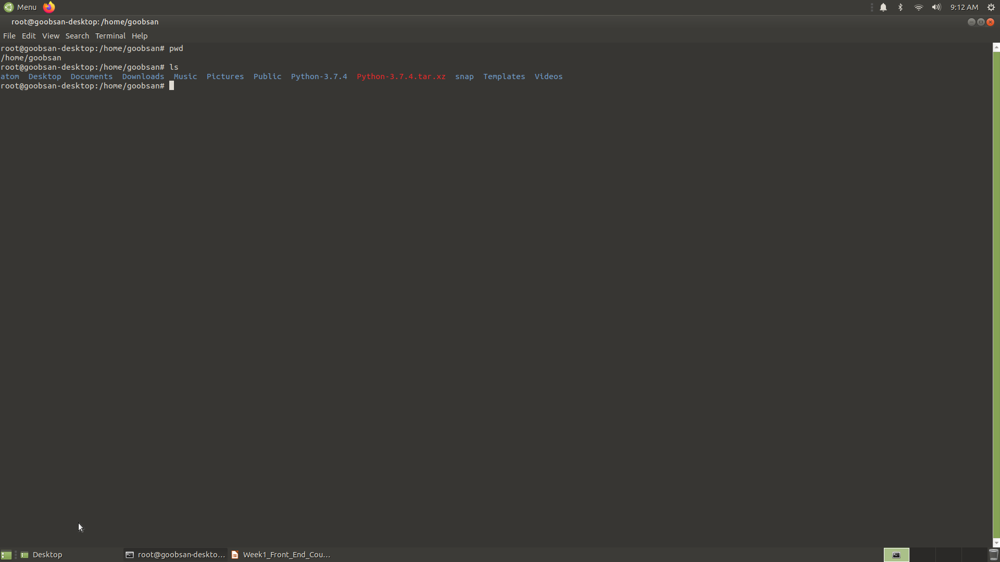 Menu 9:12 AM
root@goobsan-desktop: /home/goobsan
File Edit View Search Terminal Help
root@goobsan-desktop:/home/goobsan# pwd
/home/goobsan
root@goobsan-desktop:/home/goobsan# ls
atom Desktop Documents Downloads Music Pictures Public Python-3.7.4 Python-3.7.4.tar.xz snap Templates Videos
root@goobsan-desktop:/home/goobsan#
Desktop root@goobsan-deskto... Week1_Front_End_Cou...